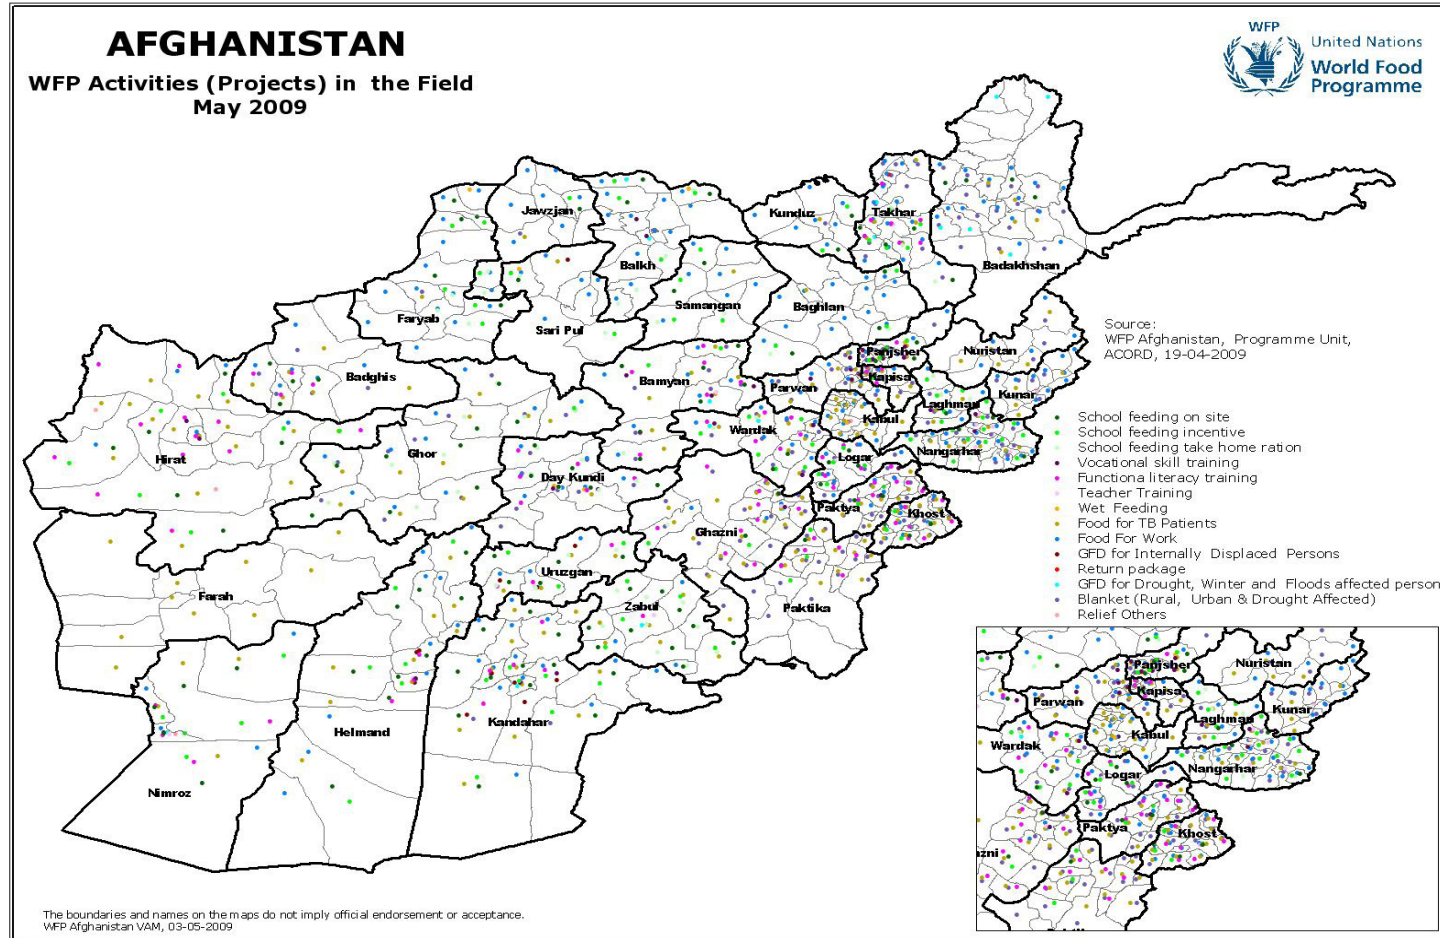 AFGHANISTAN
WFP Activities (Projects) in the Field
May 2009
WFP
United Nations
World Food
Programme
Jawzjan
Kunduz
Takhar
Balkh
Badakhshan
Samangan
Baghlan
Faryab
Sari Pul
Source:
WFP Afghanistan, Programme Unit,
ACORD, 19-04-2009
Panjsher
Nuristan
Badghis
Bamyan
Parwan
Kapisa
Kunar
Laghman
Kabul
Wardak
Hirat
Ghor
Logar
Nangarhar
Day Kundi
Paktya
Khost
Ghazni
Uruzgan
Farah
Zabul
Paktika
Kandahar
Helmand
Nimroz
School feeding on site
School feeding incentive
School feeding take home ration
Vocational skill training
Functiona literacy training
Teacher Training
Wet Feeding
Food for TB Patients
Food For Work
GFD for Internally Displaced Persons
Return package
GFD for Drought, Winter and Floods affected person
Blanket (Rural, Urban & Drought Affected)
Relief Others
Panjsher
Nuristan
Kapisa
Parwan
Kunar
Laghman
Kabul
Wardak
Nangarhar
Logar
Paktya
Khost
azni
The boundaries and names on the maps do not imply official endorsement or acceptance.
WFP Afghanistan VAM, 03-05-2009